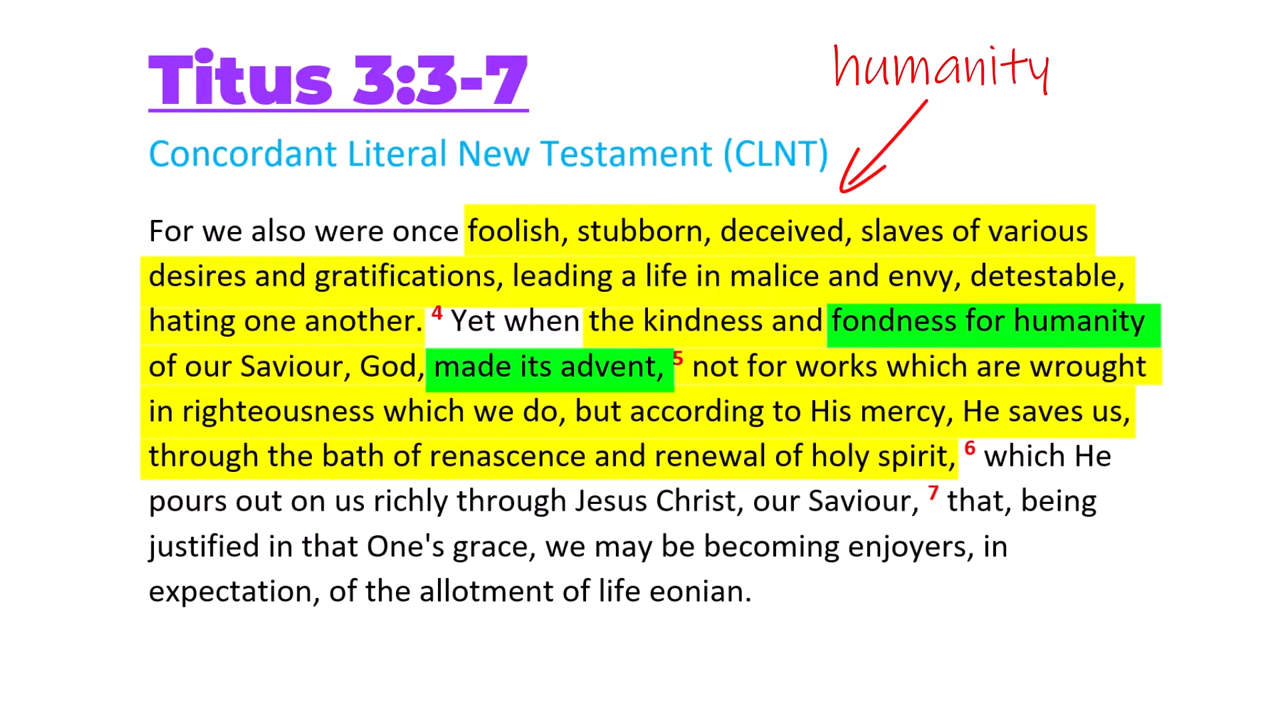 Titus 3:3-7
humanity
Concordant Literal New Testament (CLNT)
For we also were once foolish, stubborn, deceived, slaves of various
desires and gratifications, leading a life in malice and envy, detestable,
hating one another. 4 Yet when the kindness and fondness for humanity
of our Saviour, God, made its advent, 5 not for works which are wrought
in righteousness which we do, but according to His mercy, He saves us,
through the bath of renascence and renewal of holy spirit, 6 which He
pours out on us richly through Jesus Christ, our Saviour, 7 that, being
justified in that One's grace, we may be becoming enjoyers, in
expectation, of the allotment of life eonian.